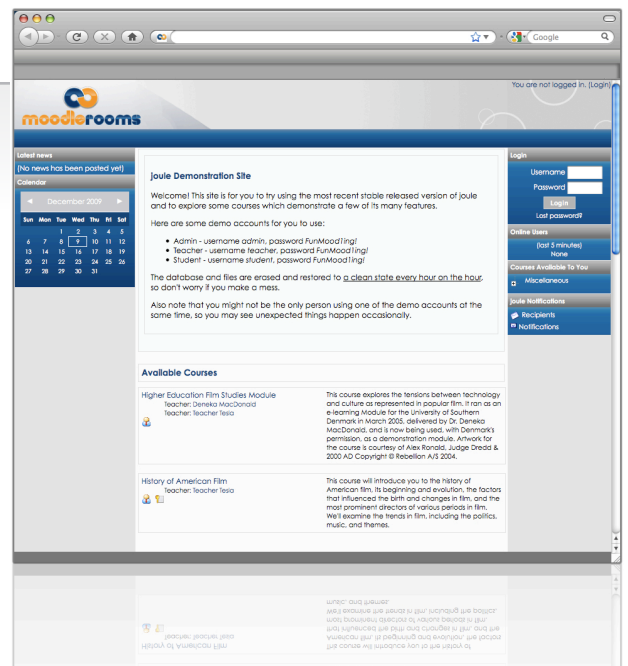 Google
You are not logged in. (Login)
moodlerooms
Latest news
(No news has been posted yet)
Calendar
December 2009
Sun Mon Tue Wed Thu Fri Sat
1 2 3 4 5
6 7 8 9 10 11 12
13 14 15 16 17 18 19
20 21 22 23 24 25 26
27 28 29 30 31
joule Demonstration Site
Welcome! This site is for you to try using the most recent stable released version of joule
and to explore some courses which demonstrate a few of its many features.
Here are some demo accounts for you to use:
Admin - username admin, password FunMood1ing!
Teacher - username teacher, password FunMood1ing!
Student - username student, password FunMood1ing!
The database and files are erased and restored to a clean state every hour on the hour,
so don't worry if you make a mess.
Also note that you might not be the only person using one of the demo accounts at the
same time, so you may see unexpected things happen occasionally.
Available Courses
Higher Education Film Studies Module
Teacher: Deneka MacDonald
Teacher: Teacher Tesla
This course explores the tensions between technology
and culture as represented in popular film. It ran as an
e-learning Module for the University of Southern
Denmark in March 2005, delivered by Dr. Deneka
MacDonald, and is now being used, with Denmark's
permission, as a demonstration module. Artwork for
the course is courtesy of Alex Ronald, Judge Dredd &
2000 AD Copyright © Rebellion A/S 2004.
History of American Film
Teacher: Teacher Tesla
This course will introduce you to the history of
American film, its beginning and evolution, the factors
that influenced the birth and changes in film, and the
most prominent directors of various periods in film.
We'll examine the trends in film, including the politics,
music, and themes.
Login
Username
Password
Login
Lost password?
Online Users
(last 5 minutes)
None
Courses Available To You
Miscellaneous
joule Notifications
Recipients
Notifications